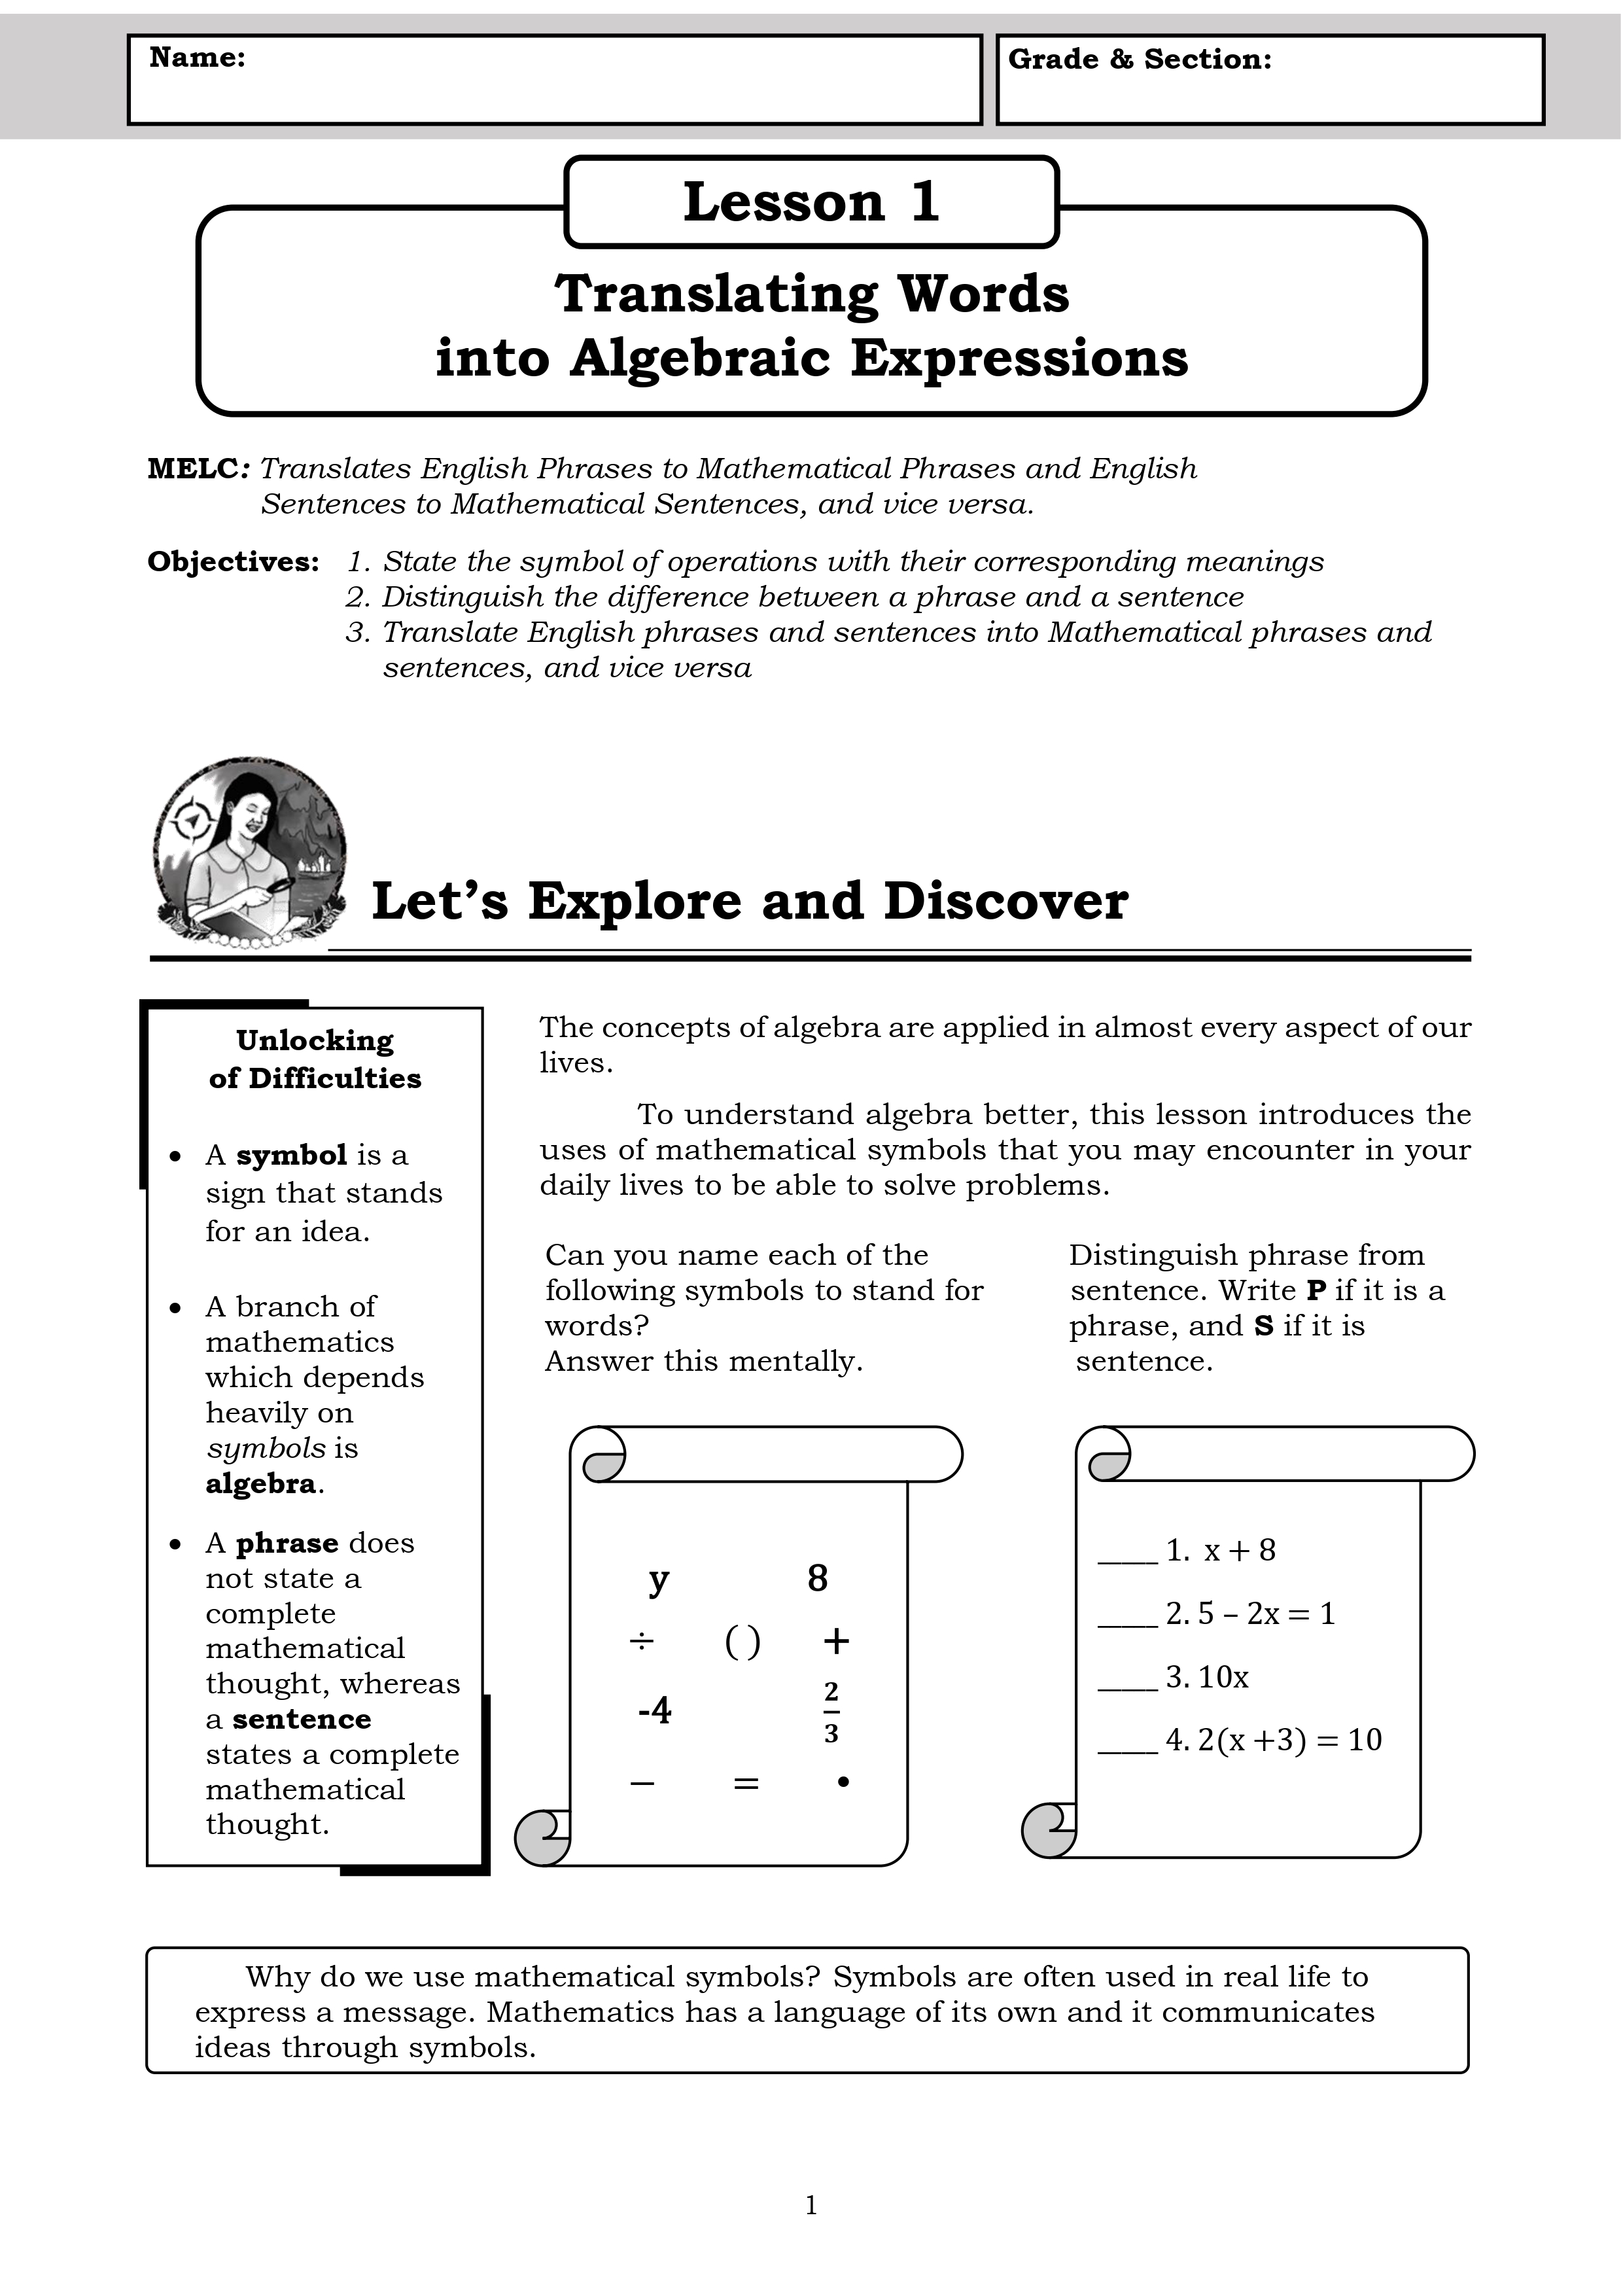 Name:
Grade & Section:
Lesson 1
Translating Words
into Algebraic Expressions
MELC: Translates English Phrases to Mathematical Phrases and English
Sentences to Mathematical Sentences, and vice versa.
Objectives: 1. State the symbol of operations with their corresponding meanings
2. Distinguish the difference between a phrase and a sentence
3. Translate English phrases and sentences into Mathematical phrases and
sentences, and vice versa
Let's Explore and Discover
Unlocking
of Difficulties
• A symbol is a
sign that stands
for an idea.
• A branch of
mathematics
which depends
heavily on
symbols is
algebra.
• A phrase does
not state a
complete
mathematical
thought, whereas
a sentence
states a complete
mathematical
thought.
The concepts of algebra are applied in almost every aspect of our
lives.
To understand algebra better, this lesson introduces the
uses of mathematical symbols that you may encounter in your
daily lives to be able to solve problems.
Can you name each of the
following symbols to stand for
words?
Answer this mentally.
y 8
÷ ( ) +
-4 2/3
− = •
Distinguish phrase from
sentence. Write P if it is a
phrase, and S if it is
sentence.
____ 1. x + 8
____ 2. 5 – 2x = 1
____ 3. 10x
____ 4. 2(x +3) = 10
Why do we use mathematical symbols? Symbols are often used in real life to
express a message. Mathematics has a language of its own and it communicates
ideas through symbols.
1